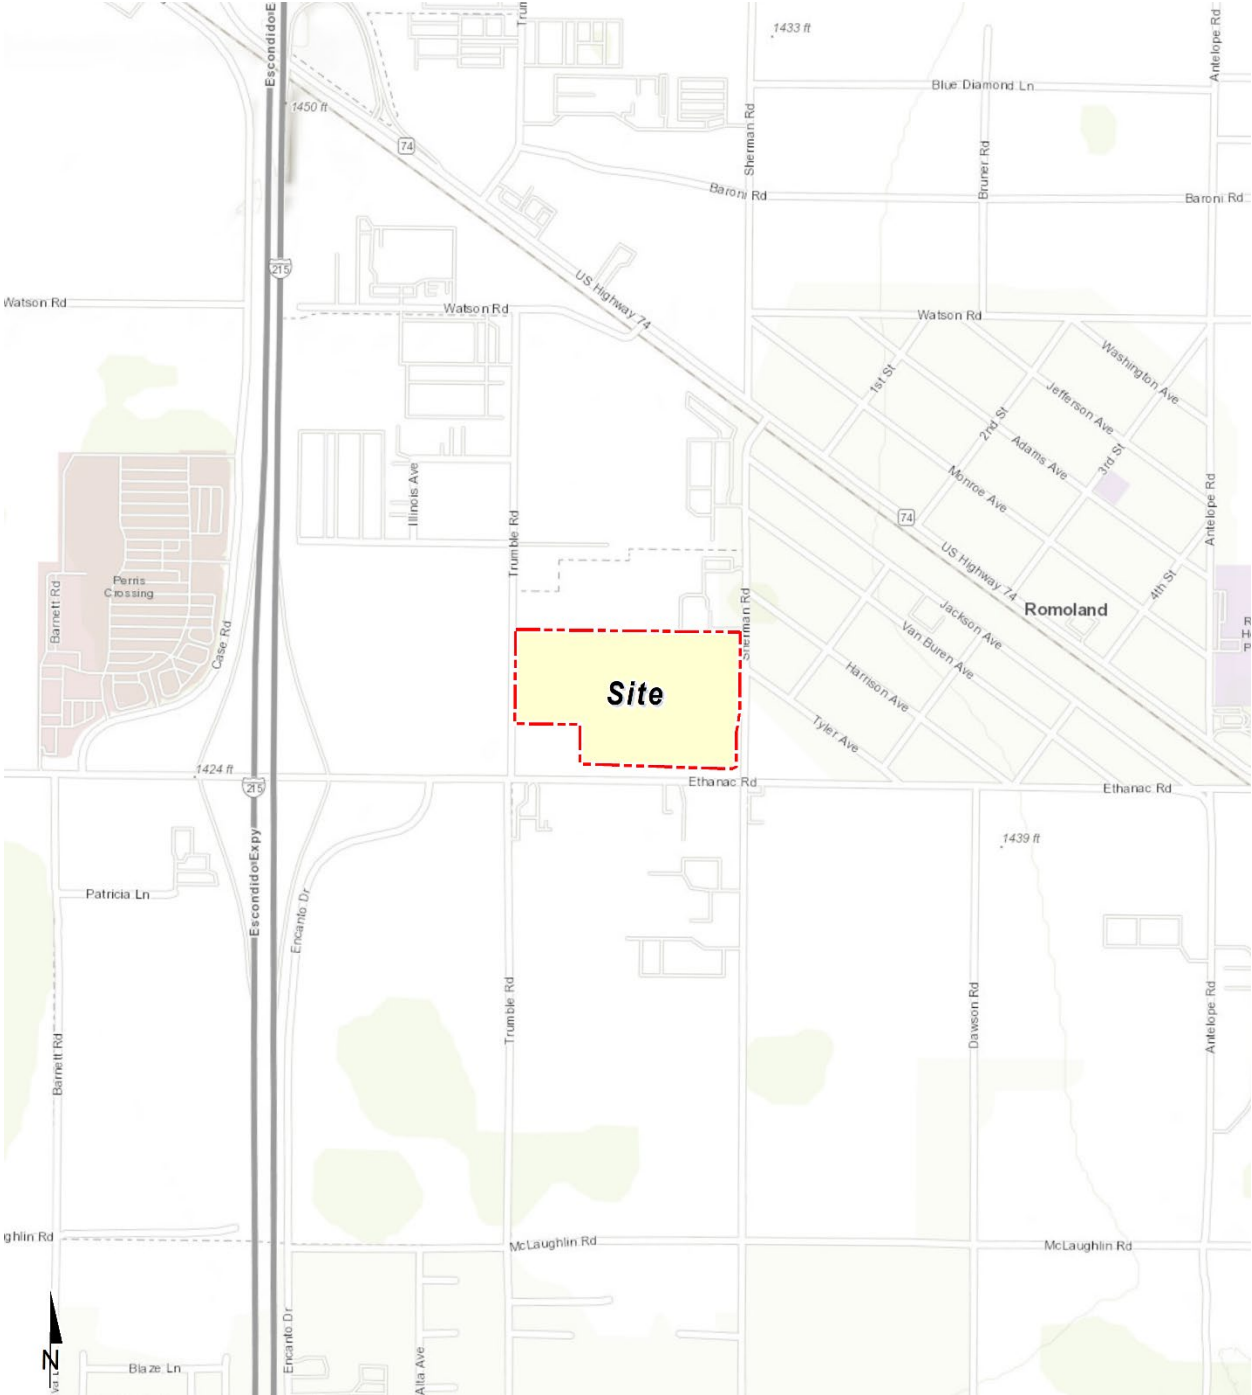 Escondido E
Trun
1433 ft
Antelope Rd
Blue Diamond Ln
1450 ft
Sherman Rd
74
Bruner Rd
Baroni Rd
Baroni Rd
215
US Highway 74
Watson Rd
Watson Rd
Watson Rd
Washington Ave
1st St
Jefferson Ave
2nd St
Adams Ave
3rd St
Monroe Ave
Illinois Ave
Antelope Rd
Trumble Rd
74
US Highway 74
Perris
Crossing
4th St
Barnett Rd
Sherman Rd
Jackson Ave
Romoland
R
H
P
Case Rd
Van Buren Ave
Site
Harrison Ave
Tyler Ave
1424 ft
215
Ethanac Rd
Ethanac Rd
1439 ft
Escondido Expy
Patricia Ln
Encanto Dr
Trumble Rd
Dawson Rd
Antelope Rd
Barnett Rd
ghlin Rd
McLaughlin Rd
McLaughlin Rd
N
Encanto Dr
Blaze Ln
Alta Ave